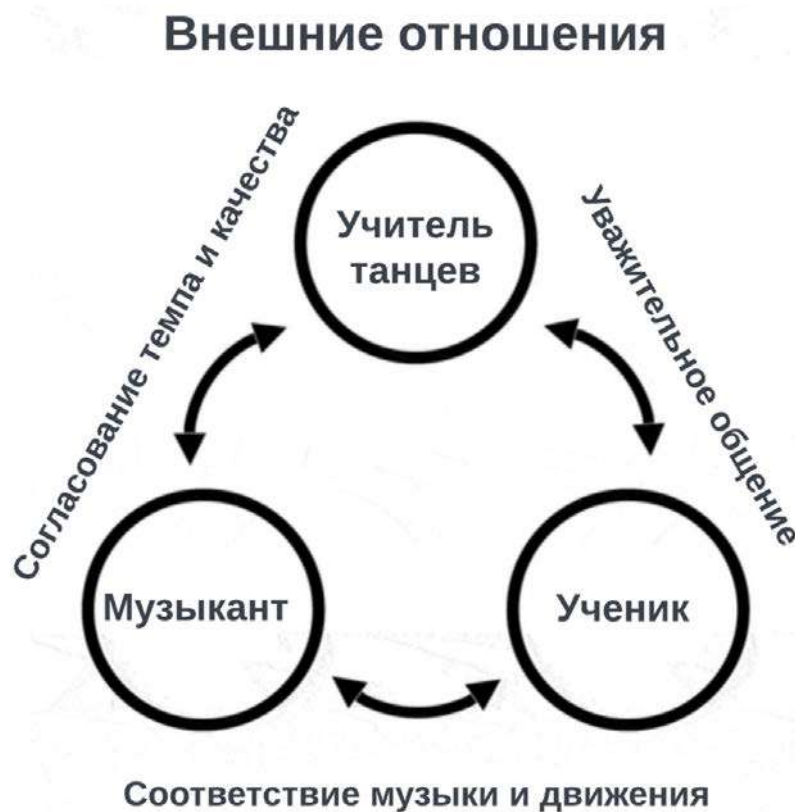 Внешние отношения
Согласование темпа и качества
Уважительное общение
Учитель
танцев
Музыкант
Ученик
Соответствие музыки и движения